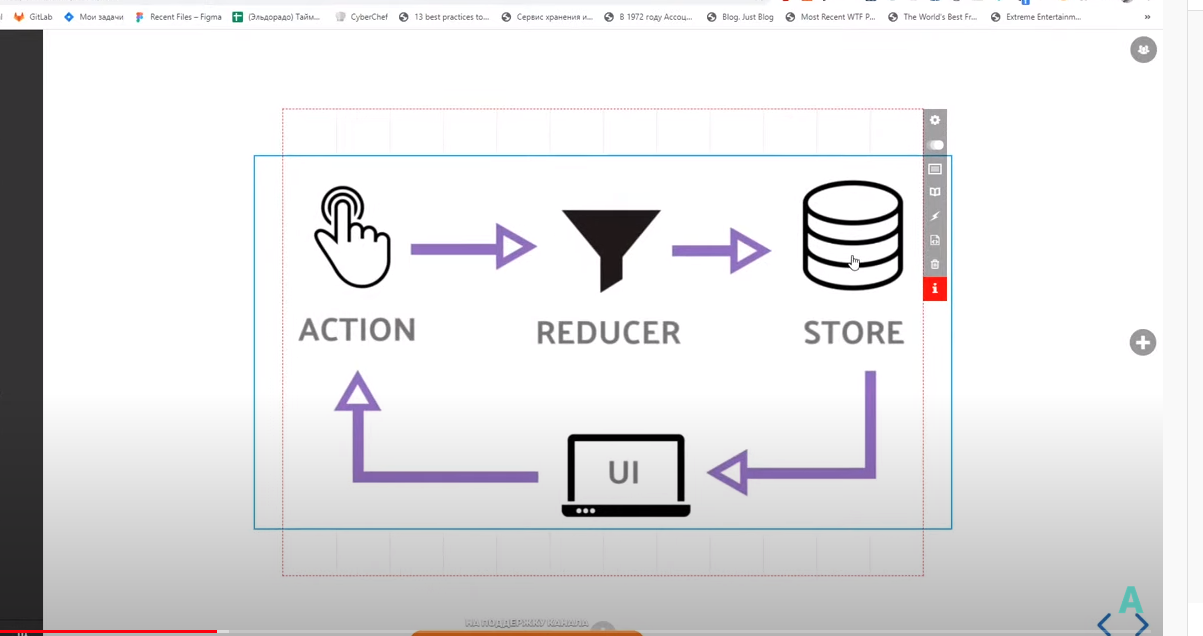 GitLab Мои задачи Recent Files – Figma (Эльдорадо) Тайм... CyberChef 13 best practices to... Сервис хранения и... В 1972 году Ассоц... Blog. Just Blog Most Recent WTF P... The World's Best Fr... Extreme Entertainm... »
ACTION REDUCER STORE
UI
A
НА ПОДДЕРЖКУ КАНАЛА